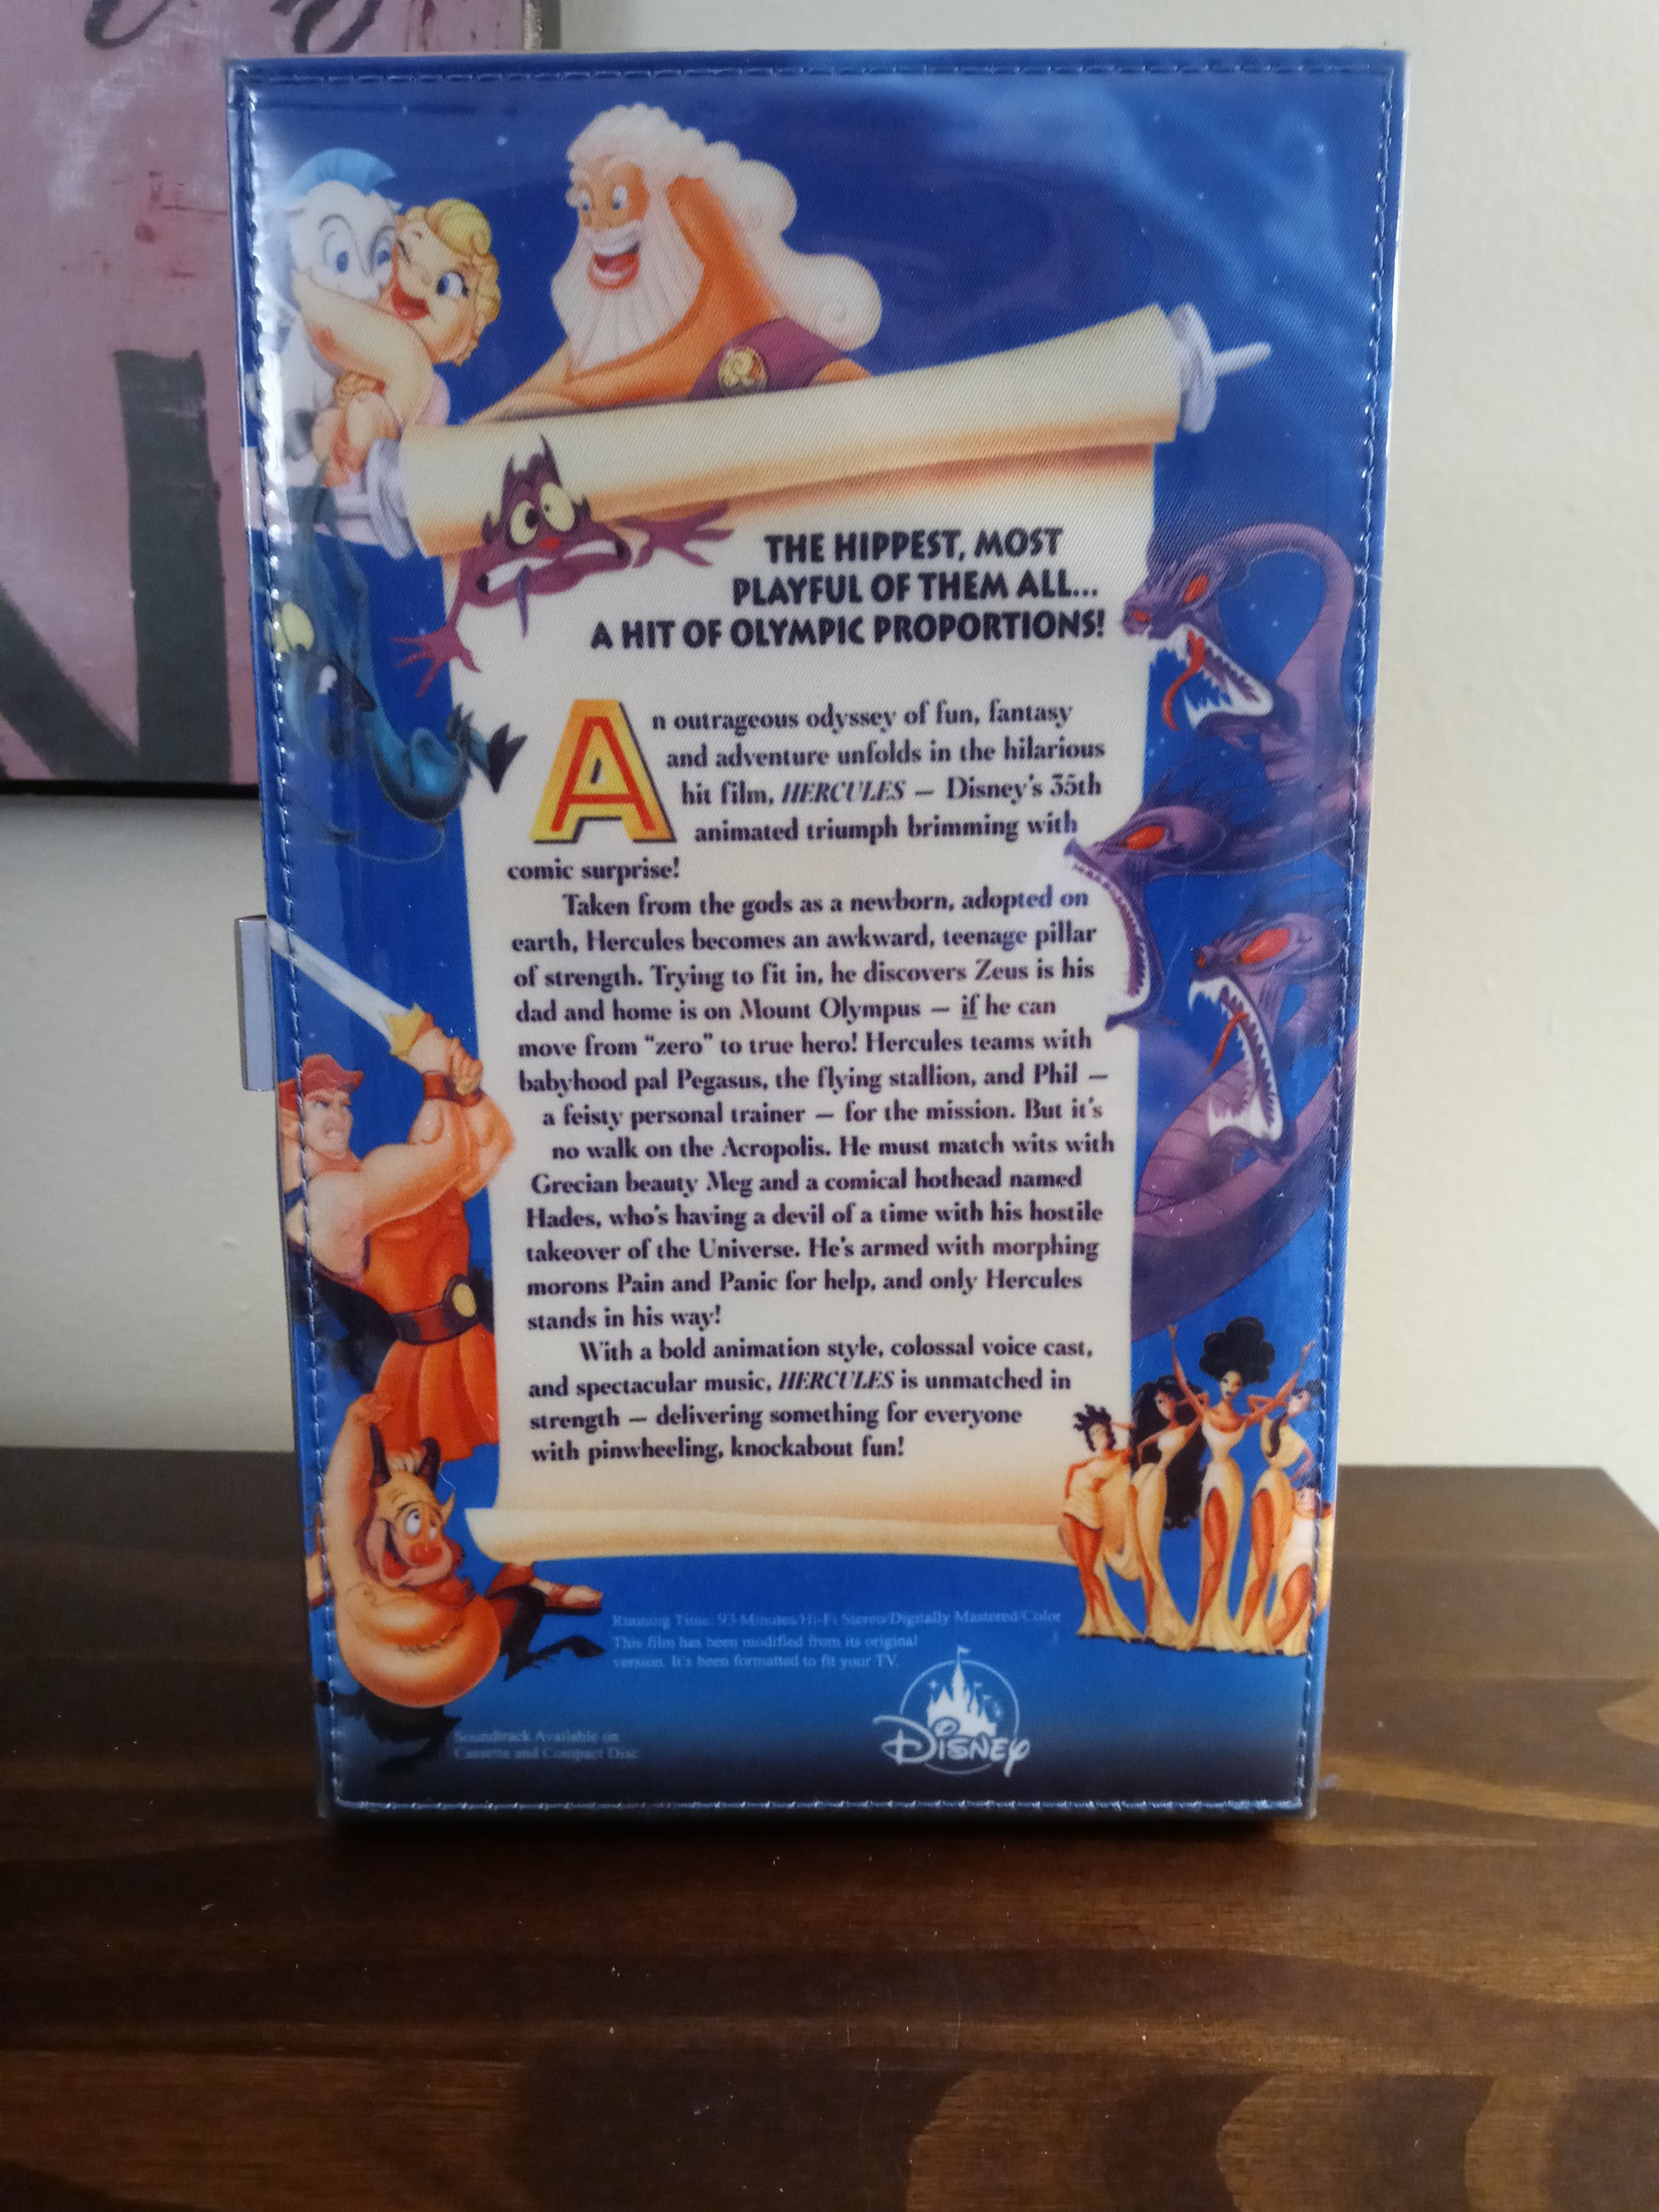 THE HIPPEST, MOST
PLAYFUL OF THEM ALL...
A HIT OF OLYMPIC PROPORTIONS!
An outrageous odyssey of fun, fantasy
and adventure unfolds in the hilarious
hit film, HERCULES — Disney's 35th
animated triumph brimming with
comic surprise!
Taken from the gods as a newborn, adopted on
earth, Hercules becomes an awkward, teenage pillar
of strength. Trying to fit in, he discovers Zeus is his
dad and home is on Mount Olympus — if he can
move from "zero" to true hero! Hercules teams with
babyhood pal Pegasus, the flying stallion, and Phil —
a feisty personal trainer — for the mission. But it's
no walk on the Acropolis. He must match wits with
Grecian beauty Meg and a comical hothead named
Hades, who's having a devil of a time with his hostile
takeover of the Universe. He's armed with morphing
morons Pain and Panic for help, and only Hercules
stands in his way!
With a bold animation style, colossal voice cast,
and spectacular music, HERCULES is unmatched in
strength — delivering something for everyone
with pinwheeling, knockabout fun!
Running Time: 93 Minutes/Hi-Fi Stereo/Digitally Mastered/Color
This film has been modified from its original
version. It's been formatted to fit your TV.
Soundtrack Available on
Cassette and Compact Disc
Disney